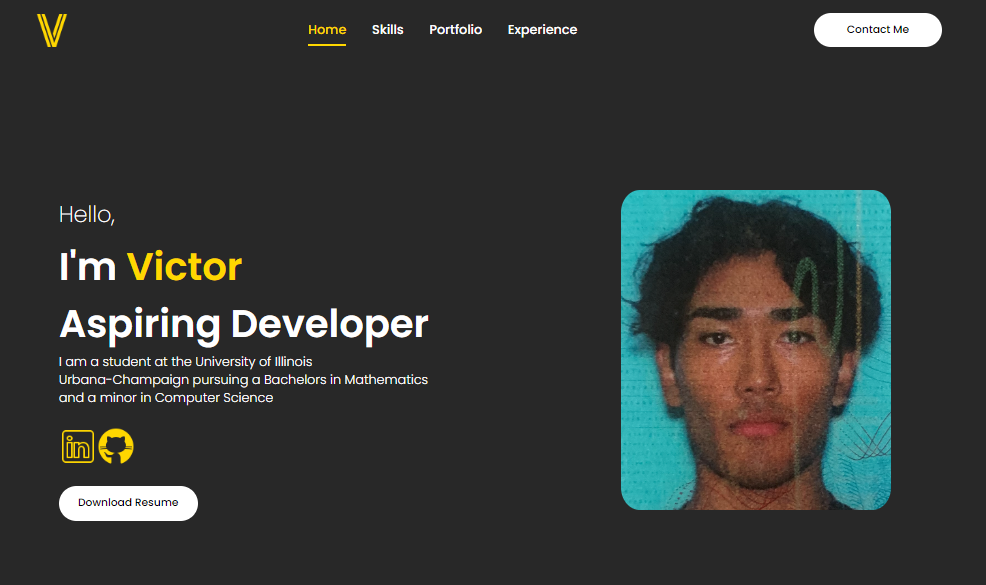 V
Home Skills Portfolio Experience Contact Me
Hello,
I'm Victor
Aspiring Developer
I am a student at the University of Illinois
Urbana-Champaign pursuing a Bachelors in Mathematics
and a minor in Computer Science
in
Download Resume